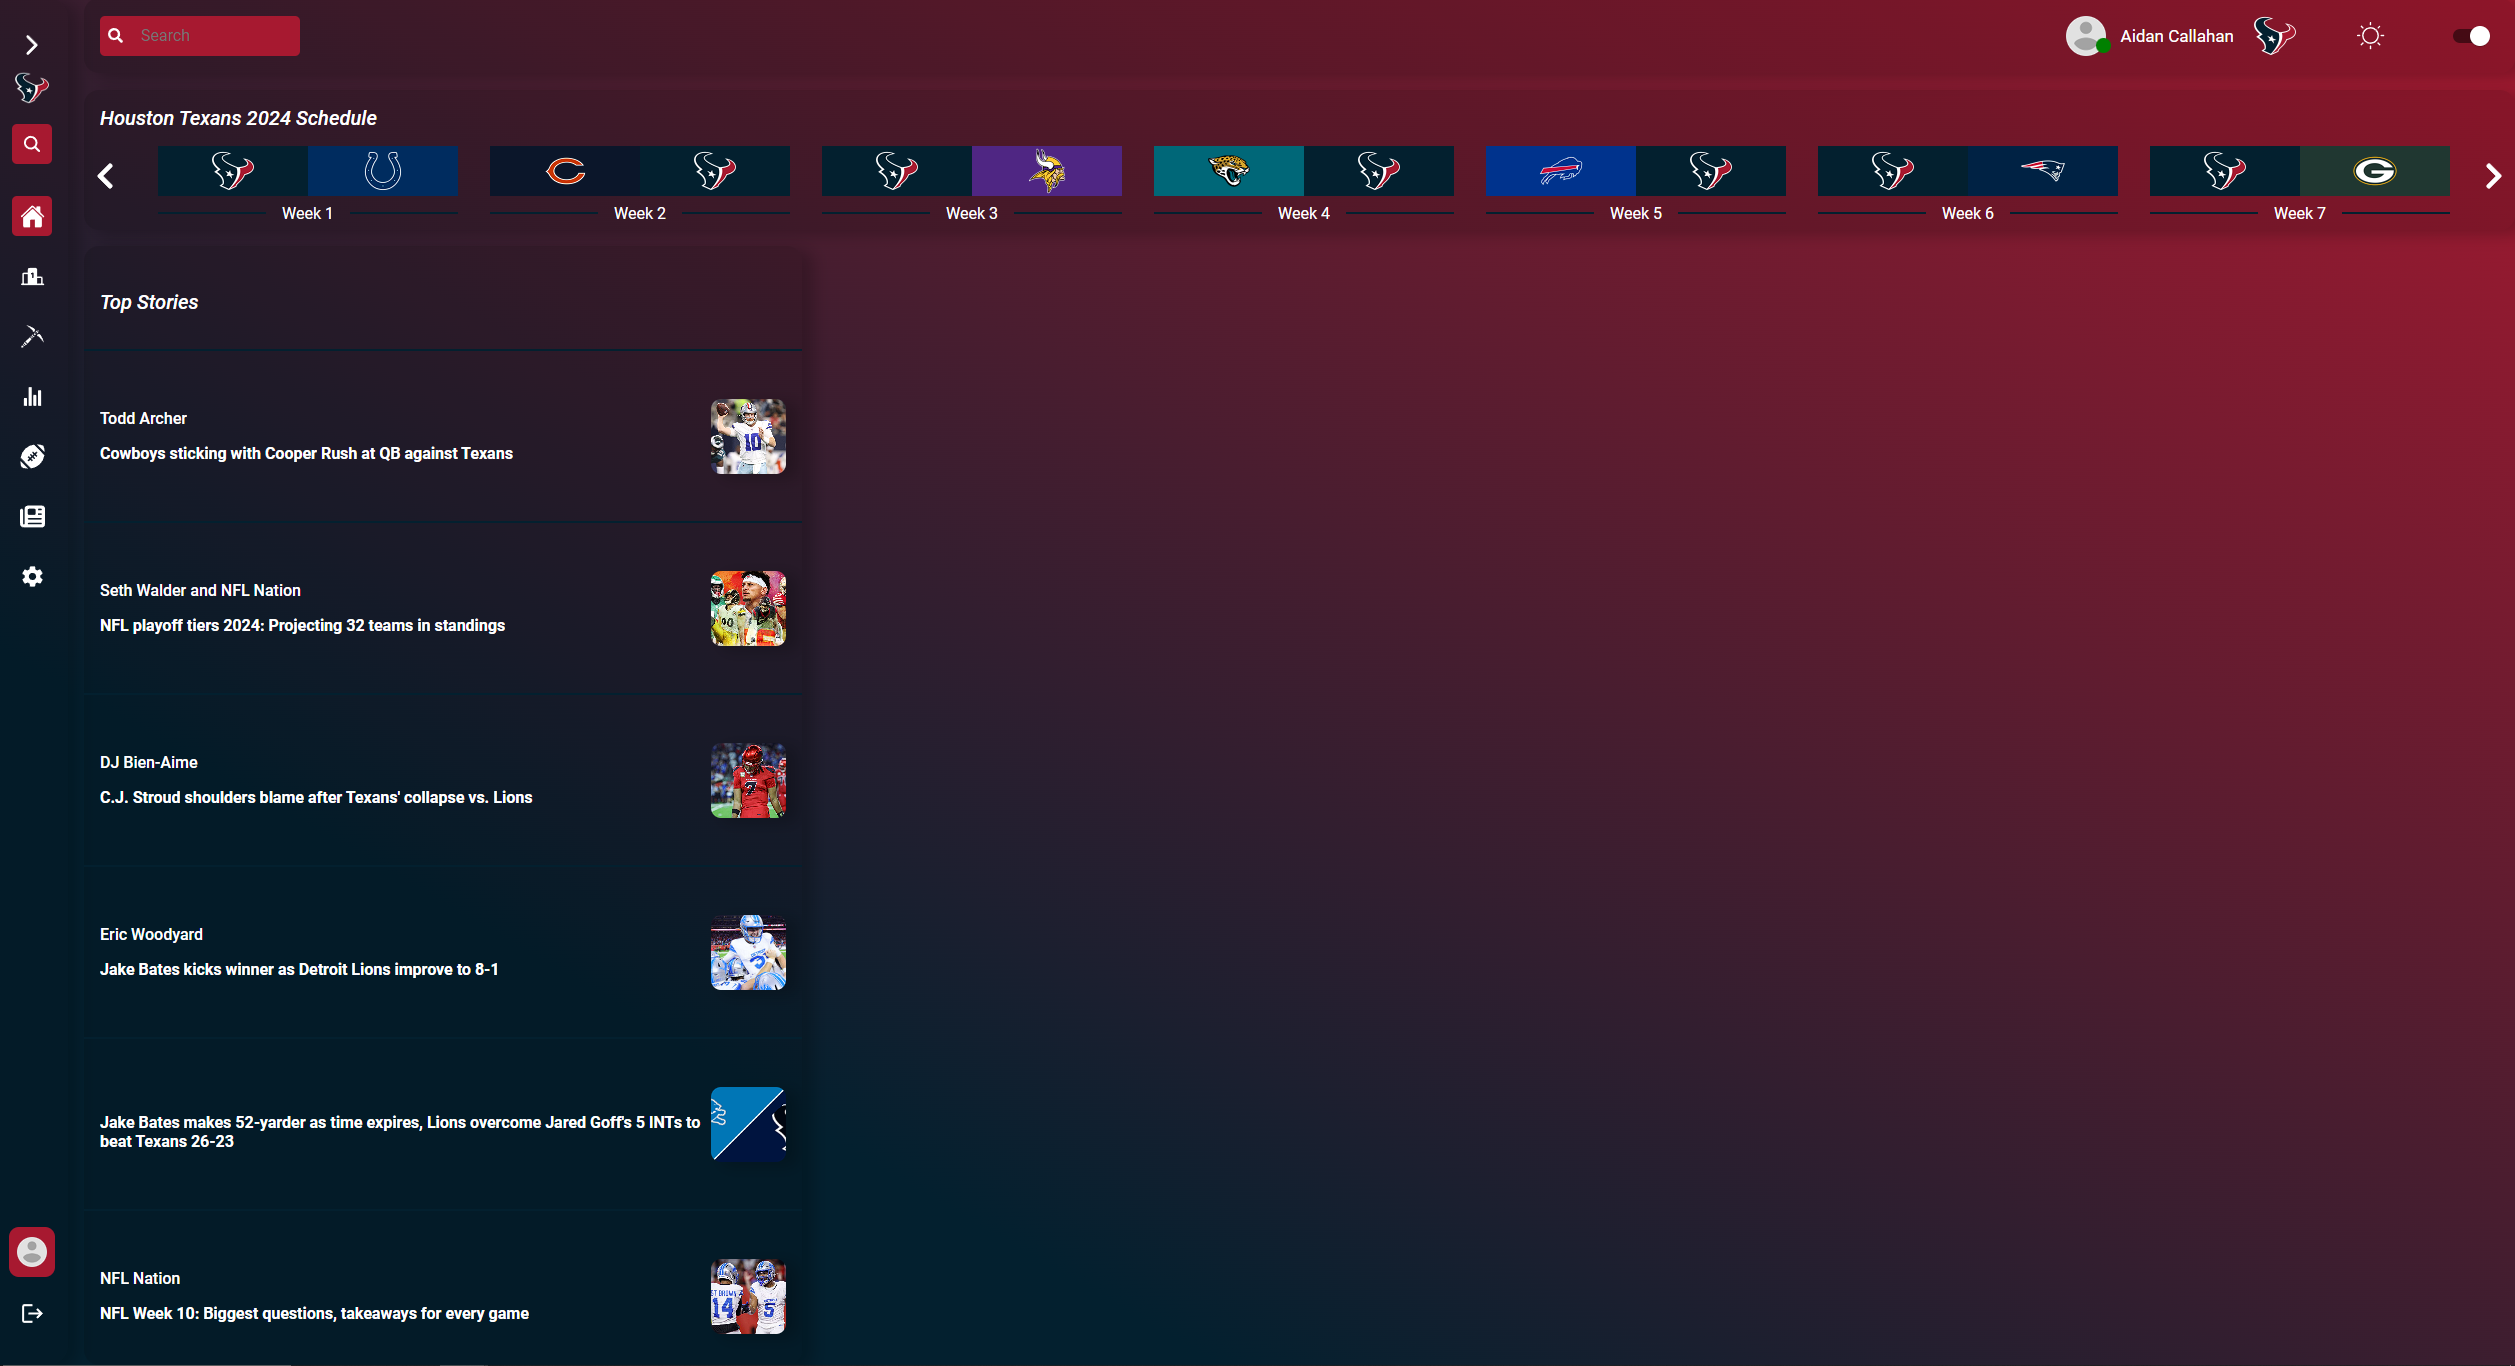 Search
Aidan Callahan
Houston Texans 2024 Schedule
Week 1
Week 2
Week 3
Week 4
Week 5
Week 6
Week 7
Top Stories
Todd Archer
Cowboys sticking with Cooper Rush at QB against Texans
10
Seth Walder and NFL Nation
NFL playoff tiers 2024: Projecting 32 teams in standings
DJ Bien-Aime
C.J. Stroud shoulders blame after Texans' collapse vs. Lions
7
Eric Woodyard
Jake Bates kicks winner as Detroit Lions improve to 8-1
Jake Bates makes 52-yarder as time expires, Lions overcome Jared Goff's 5 INTs to
beat Texans 26-23
NFL Nation
NFL Week 10: Biggest questions, takeaways for every game
14
5